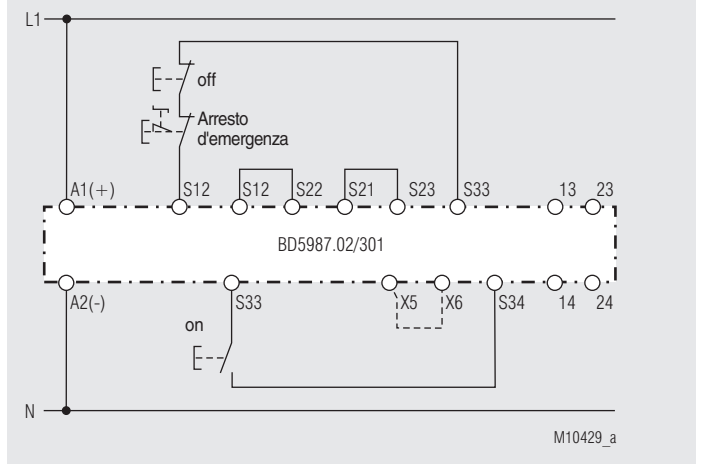 L1
off
Arresto
d'emergenza
A1(+) S12 S12 S22 S21 S23 S33 13 23
BD5987.02/301
A2(-) S33 X5 X6 S34 14 24
on
N
M10429_a